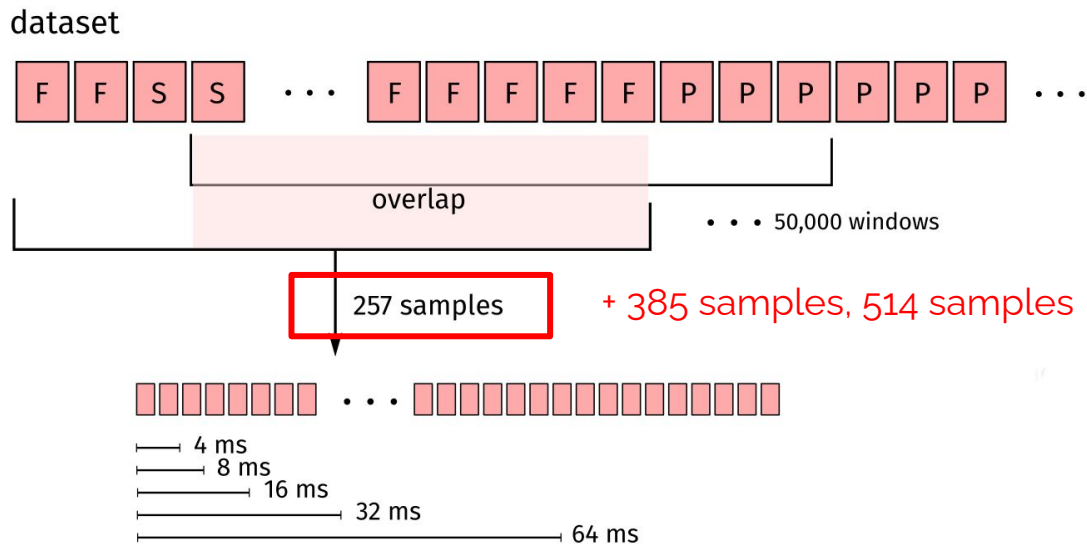 dataset
F F S S • • • F F F F F P P P P P P • • •
overlap
• • • 50,000 windows
257 samples + 385 samples, 514 samples
• • •
4 ms
8 ms
16 ms
32 ms
64 ms